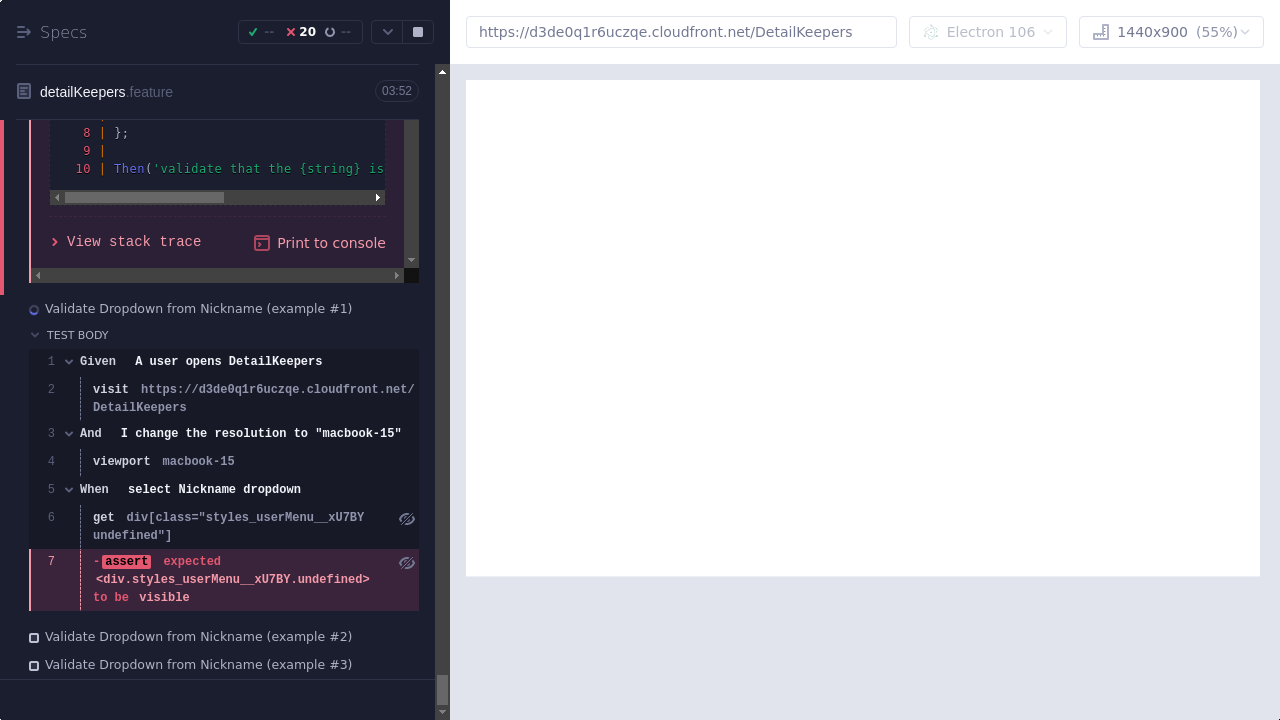 Specs
-- 20 --
https://d3de0q1r6uczqe.cloudfront.net/DetailKeepers
Electron 106
1440x900 (55%)
detailKeepers.feature
03:52
8 | };
9 |
10 | Then('validate that the {string} is
View stack trace
Print to console
Validate Dropdown from Nickname (example #1)
TEST BODY
1 Given A user opens DetailKeepers
2 visit https://d3de0q1r6uczqe.cloudfront.net/
DetailKeepers
3 And I change the resolution to "macbook-15"
4 viewport macbook-15
5 When select Nickname dropdown
6 get div[class="styles_userMenu__xU7BY
undefined"]
7 -assert expected
<div.styles_userMenu__xU7BY.undefined>
to be visible
Validate Dropdown from Nickname (example #2)
Validate Dropdown from Nickname (example #3)